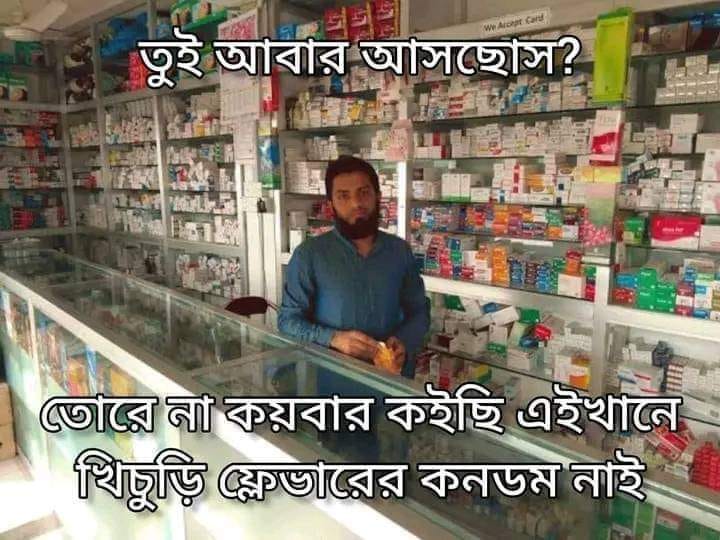 We Accept Card
তুই আবার আসছোস?
তোরে না কয়বার কইছি এইখানে
খিচুড়ি ফ্লেভারের কনডম নাই